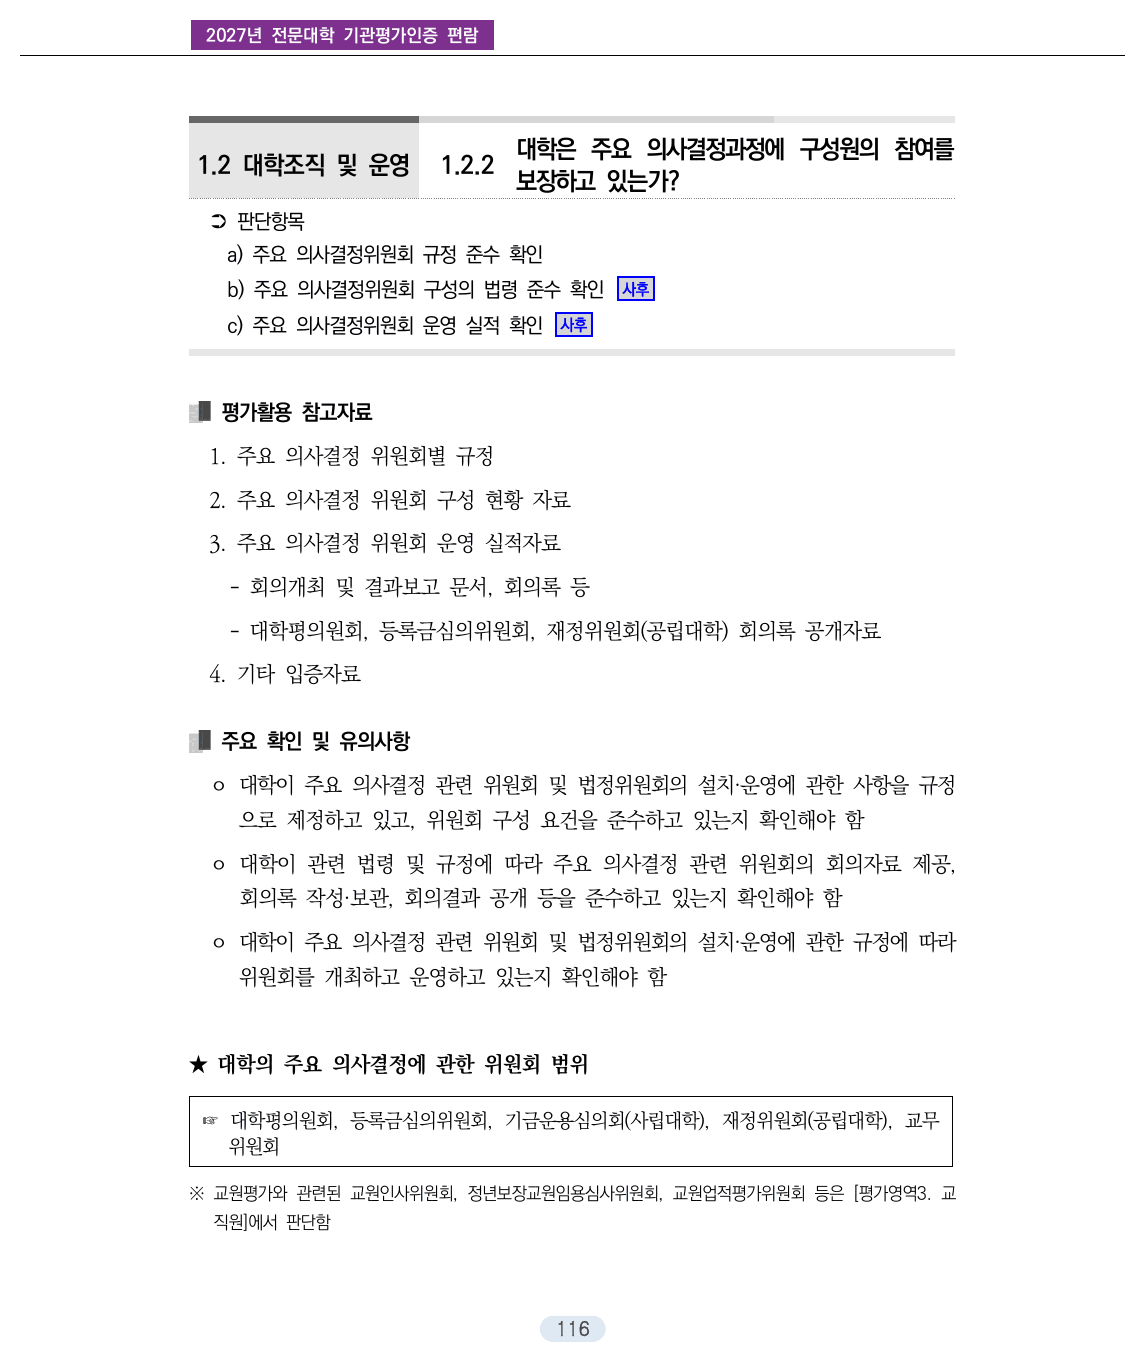 2027년 전문대학 기관평가인증 편람
1.2 대학조직 및 운영
1.2.2
대학은 주요 의사결정과정에 구성원의 참여를
보장하고 있는가?
➲ 판단항목
a) 주요 의사결정위원회 규정 준수 확인
b) 주요 의사결정위원회 구성의 법령 준수 확인 사후
c) 주요 의사결정위원회 운영 실적 확인 사후
평가활용 참고자료
1. 주요 의사결정 위원회별 규정
2. 주요 의사결정 위원회 구성 현황 자료
3. 주요 의사결정 위원회 운영 실적자료
- 회의개최 및 결과보고 문서, 회의록 등
- 대학평의원회, 등록금심의위원회, 재정위원회(공립대학) 회의록 공개자료
4. 기타 입증자료
주요 확인 및 유의사항
ㅇ 대학이 주요 의사결정 관련 위원회 및 법정위원회의 설치·운영에 관한 사항을 규정
으로 제정하고 있고, 위원회 구성 요건을 준수하고 있는지 확인해야 함
ㅇ 대학이 관련 법령 및 규정에 따라 주요 의사결정 관련 위원회의 회의자료 제공,
회의록 작성·보관, 회의결과 공개 등을 준수하고 있는지 확인해야 함
ㅇ 대학이 주요 의사결정 관련 위원회 및 법정위원회의 설치·운영에 관한 규정에 따라
위원회를 개최하고 운영하고 있는지 확인해야 함
★ 대학의 주요 의사결정에 관한 위원회 범위
☞ 대학평의원회, 등록금심의위원회, 기금운용심의회(사립대학), 재정위원회(공립대학), 교무
위원회
※ 교원평가와 관련된 교원인사위원회, 정년보장교원임용심사위원회, 교원업적평가위원회 등은 [평가영역3. 교
직원]에서 판단함
116